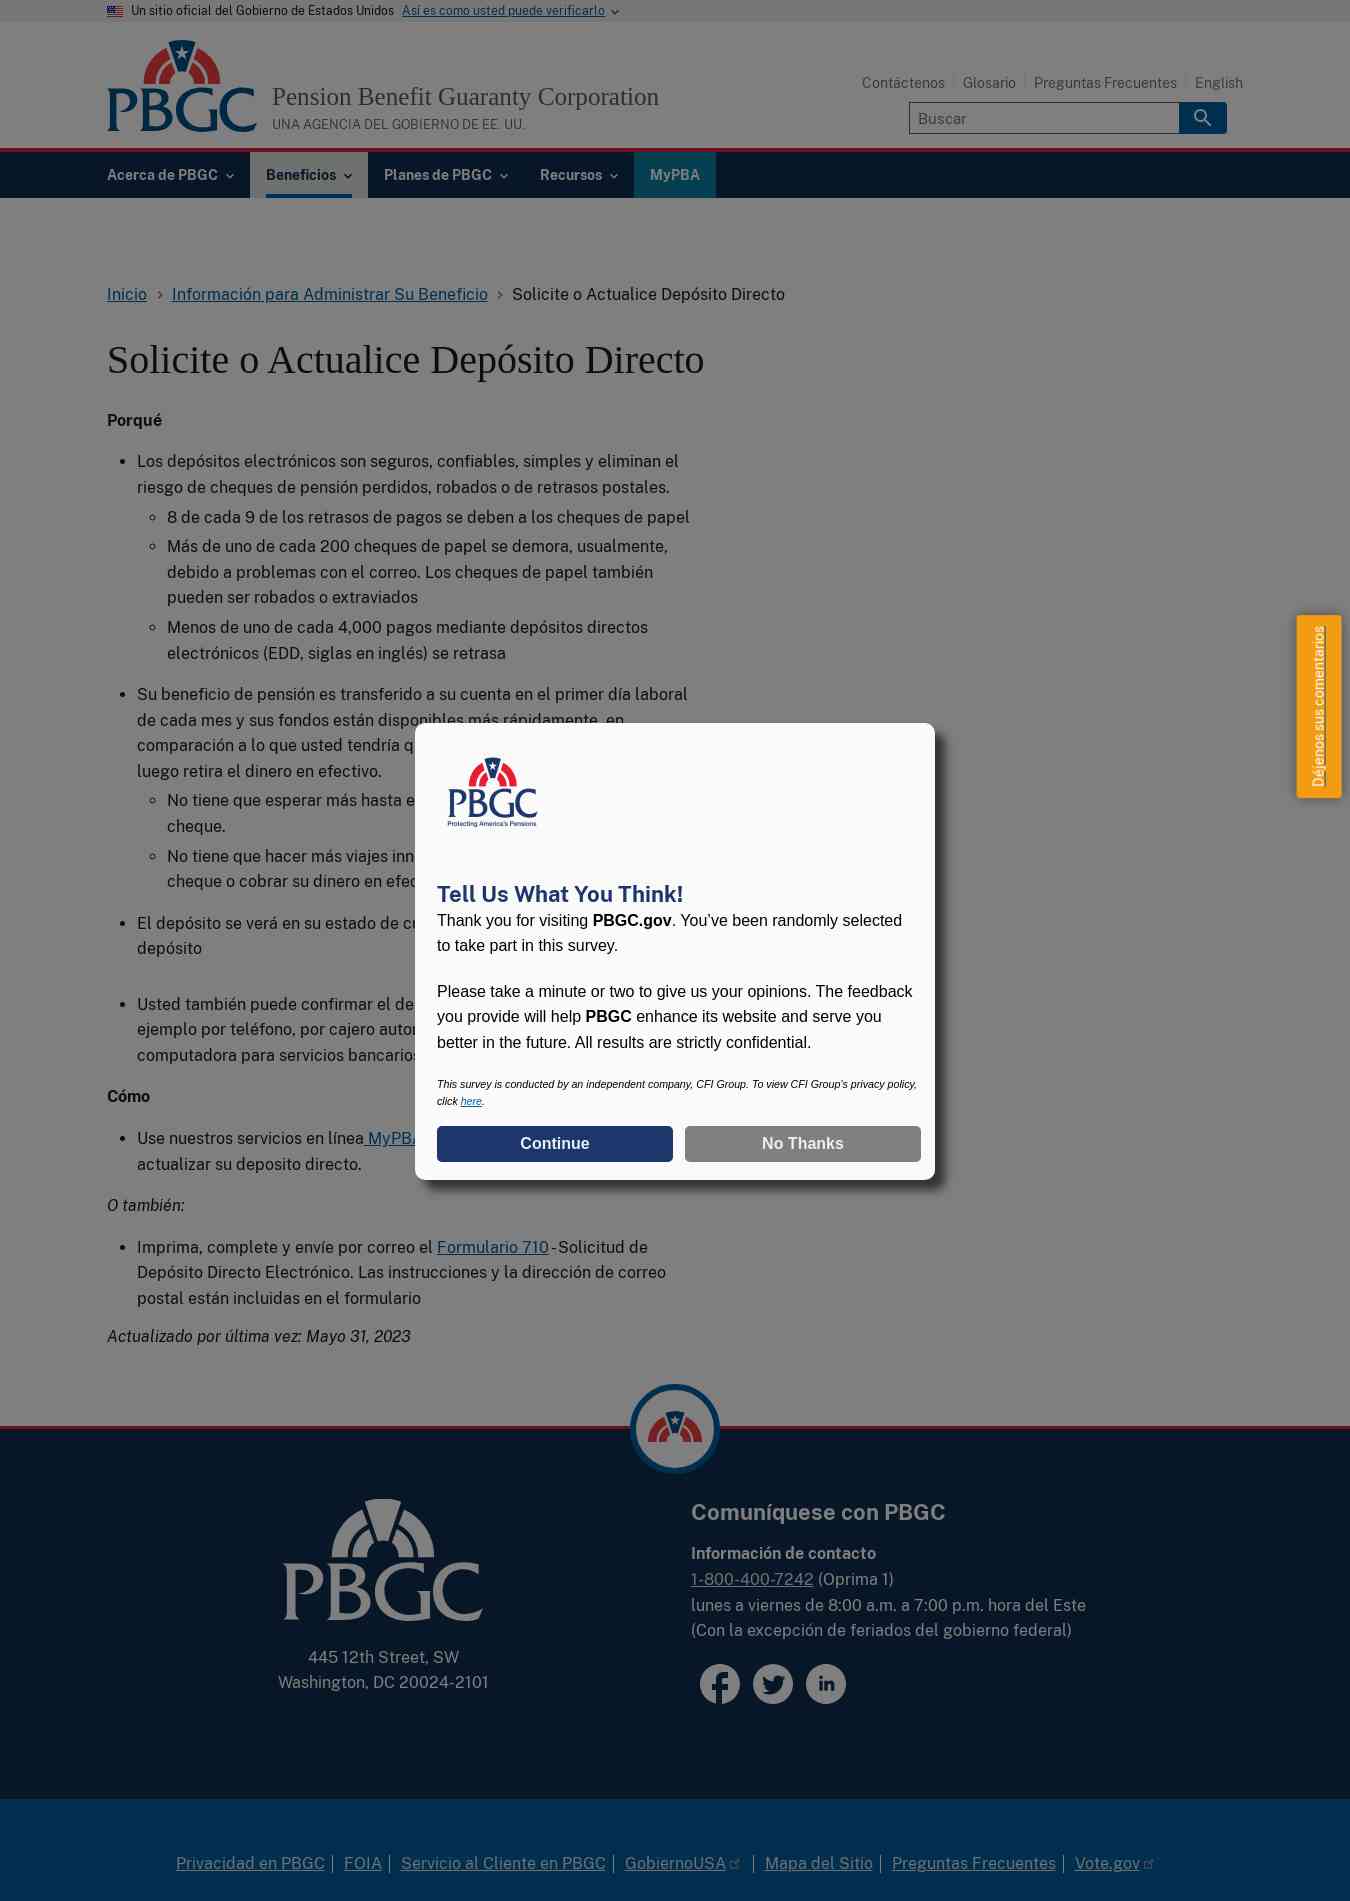 Un sitio oficial del Gobierno de Estados Unidos Así es como usted puede verificarlo
PBGC
Pension Benefit Guaranty Corporation
UNA AGENCIA DEL GOBIERNO DE EE. UU.
Contáctenos Glosario Preguntas Frecuentes English
Buscar
Acerca de PBGC Beneficios Planes de PBGC Recursos MyPBA
Inicio Información para Administrar Su Beneficio Solicite o Actualice Depósito Directo
Solicite o Actualice Depósito Directo
Porqué
Los depósitos electrónicos son seguros, confiables, simples y eliminan el
riesgo de cheques de pensión perdidos, robados o de retrasos postales.
8 de cada 9 de los retrasos de pagos se deben a los cheques de papel
Más de uno de cada 200 cheques de papel se demora, usualmente,
debido a problemas con el correo. Los cheques de papel también
pueden ser robados o extraviados
Menos de uno de cada 4,000 pagos mediante depósitos directos
electrónicos (EDD, siglas en inglés) se retrasa
Su beneficio de pensión es transferido a su cuenta en el primer día laboral
de cada mes y sus fondos están disponibles más rápidamente, en
comparación a lo que usted tendría
luego retira el dinero en efectivo.
No tiene que esperar más hasta
cheque.
No tiene que hacer más viajes
cheque o cobrar su dinero en
El depósito se verá en su estado de
depósito
Usted también puede confirmar el
ejemplo por teléfono, por cajero
computadora para servicios
Cómo
Use nuestros servicios en línea
actualizar su deposito directo.
O también:
Imprima, complete y envíe por correo el Formulario 710 - Solicitud de
Depósito Directo Electrónico. Las instrucciones y la dirección de correo
postal están incluidas en el formulario
Actualizado por última vez: Mayo 31, 2023
Déjenos sus comentarios
PBGC
Protecting America's Pensions
Tell Us What You Think!
Thank you for visiting PBGC.gov. You’ve been randomly selected
to take part in this survey.
Please take a minute or two to give us your opinions. The feedback
you provide will help PBGC enhance its website and serve you
better in the future. All results are strictly confidential.
This survey is conducted by an independent company, CFI Group. To view CFI Group's privacy policy,
click here.
Continue No Thanks
PBGC
445 12th Street, SW
Washington, DC 20024-2101
Comuníquese con PBGC
Información de contacto
1-800-400-7242 (Oprima 1)
lunes a viernes de 8:00 a.m. a 7:00 p.m. hora del Este
(Con la excepción de feriados del gobierno federal)
Privacidad en PBGC FOIA Servicio al Cliente en PBGC GobiernoUSA Mapa del Sitio Preguntas Frecuentes Vote.gov